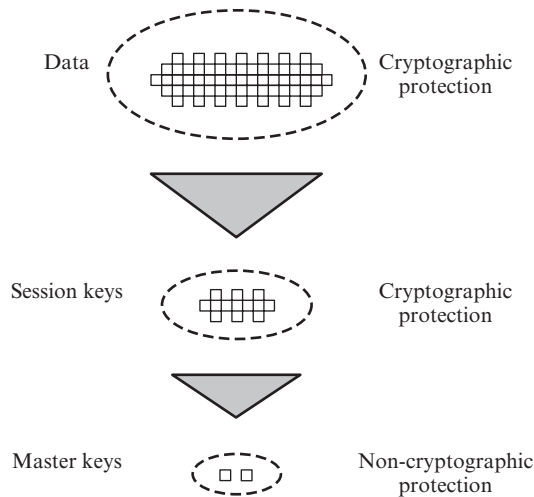 Data
Cryptographic
protection
Session keys
Cryptographic
protection
Master keys
Non-cryptographic
protection